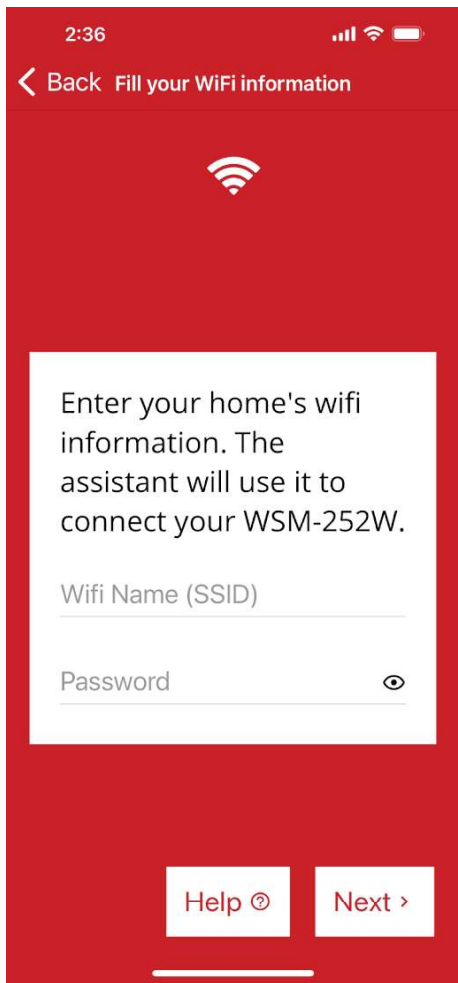 2:36
Back Fill your WiFi information
Enter your home's wifi
information. The
assistant will use it to
connect your WSM-252W.
Wifi Name (SSID)
Password
Help ?
Next >